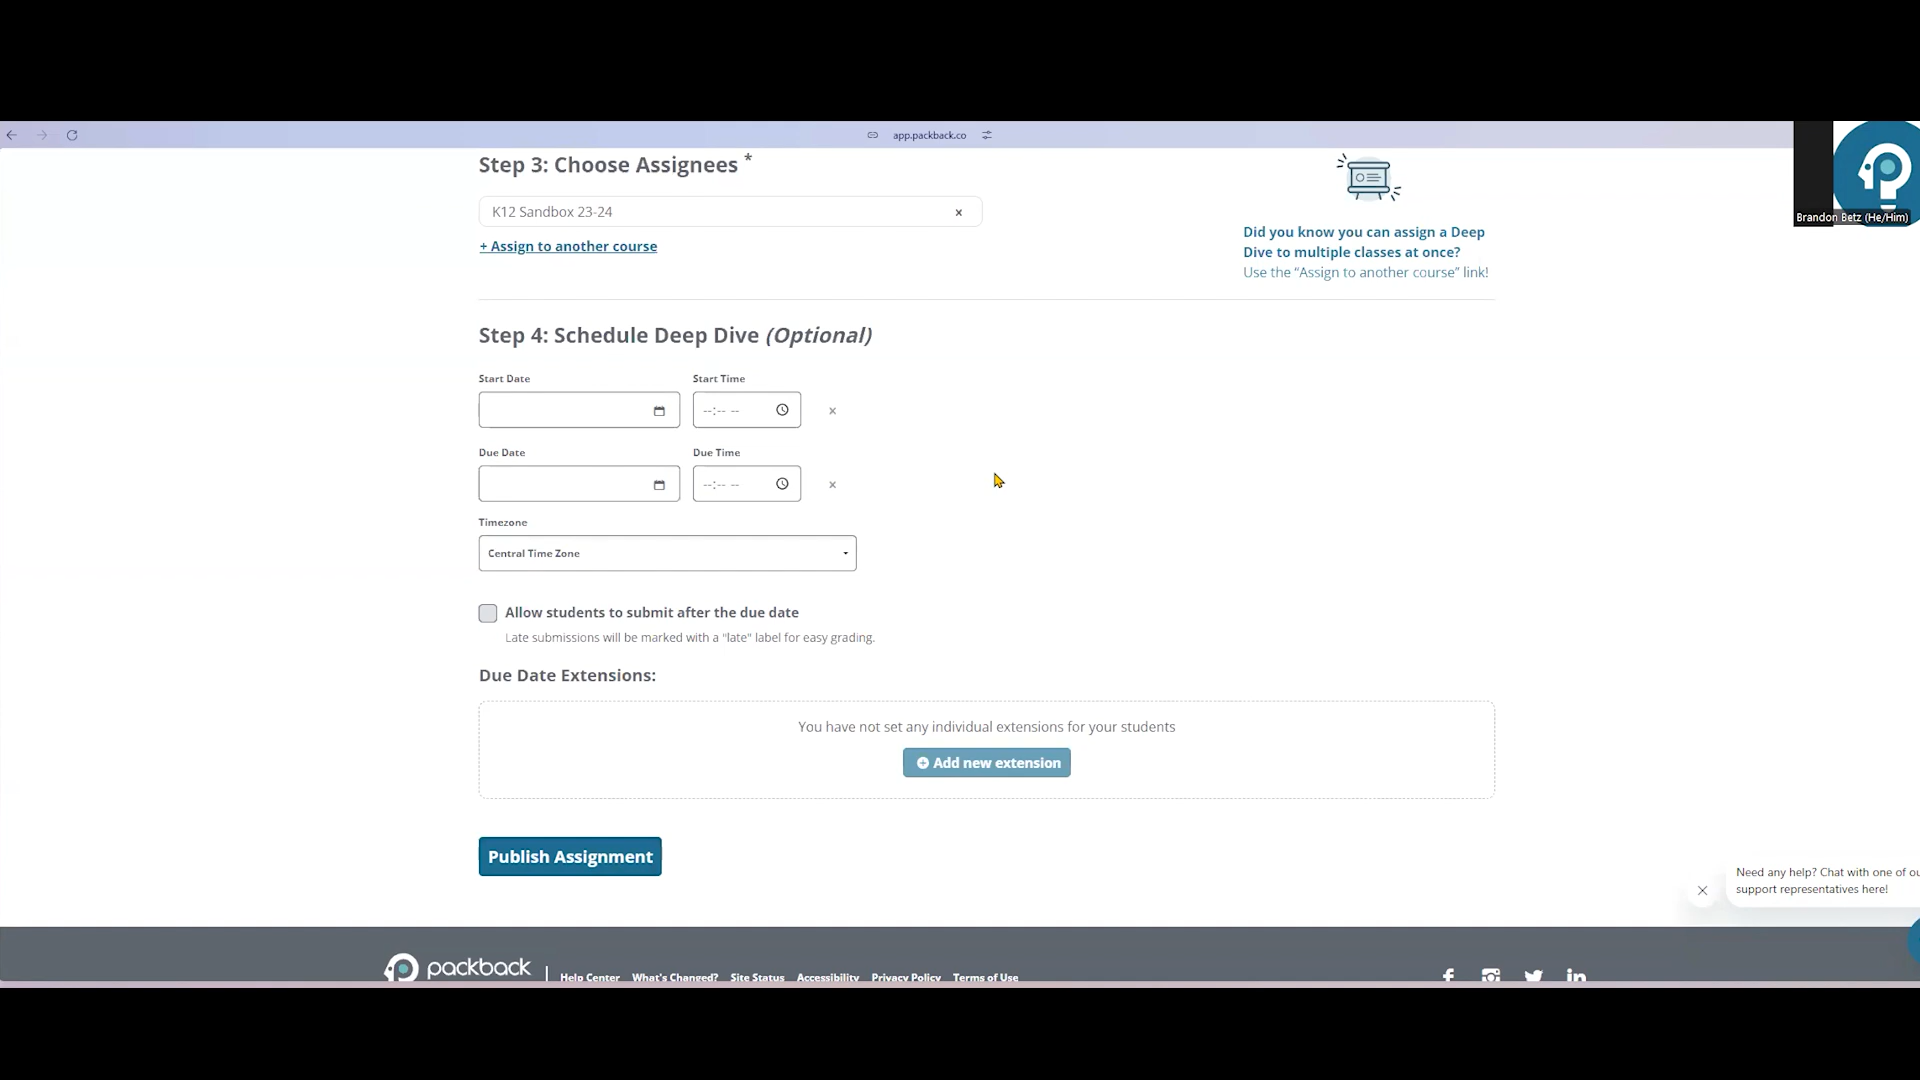 app.packback.co
Brandon Betz (He/Him)
Step 3: Choose Assignees *
K12 Sandbox 23-24
×
+ Assign to another course
Did you know you can assign a Deep
Dive to multiple classes at once?
Use the “Assign to another course” link!
Step 4: Schedule Deep Dive (Optional)
Start Date
Start Time
--:-- --
×
Due Date
Due Time
--:-- --
×
Timezone
Central Time Zone
Allow students to submit after the due date
Late submissions will be marked with a "late" label for easy grading.
Due Date Extensions:
You have not set any individual extensions for your students
Add new extension
Publish Assignment
Need any help? Chat with one of ou
support representatives here!
packback
Help Center What's Changed? Site Status Accessibility Privacy Policy Terms of Use